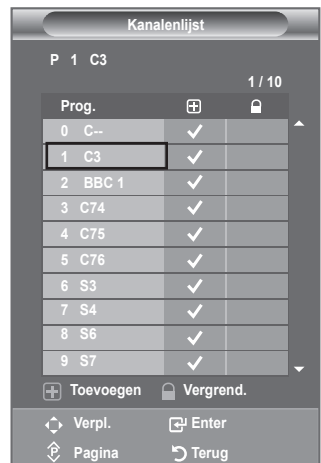 Kanalenlijst
P 1 C3
1 / 10
Prog.
0 C--
1 C3
2 BBC 1
3 C74
4 C75
5 C76
6 S3
7 S4
8 S6
9 S7
Toevoegen Vergrend.
Verpl. Enter
Pagina Terug